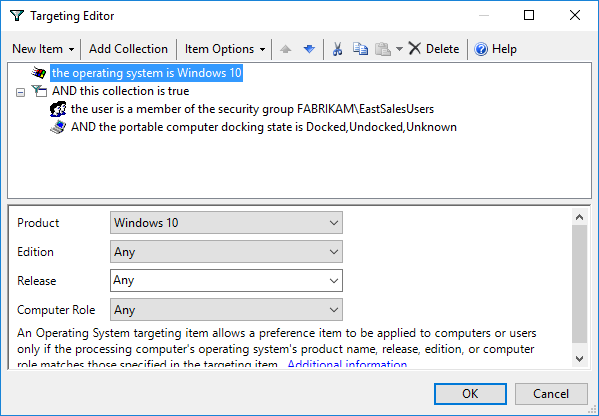 Targeting Editor
New Item Add Collection Item Options Delete Help
the operating system is Windows 10
AND this collection is true
the user is a member of the security group FABRIKAM\EastSalesUsers
AND the portable computer docking state is Docked,Undocked,Unknown
Product Windows 10
Edition Any
Release Any
Computer Role Any
An Operating System targeting item allows a preference item to be applied to computers or users
only if the processing computer's operating system's product name, release, edition, or computer
role matches those specified in the targeting item. Additional information
OK Cancel